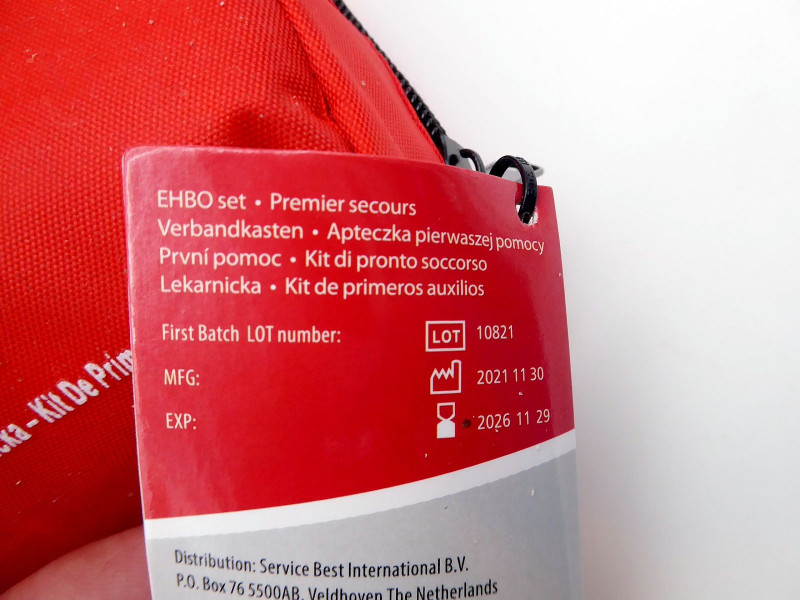 EHBO set • Premier secours
Verbandkasten • Apteczka pierwaszej pomocy
První pomoc • Kit di pronto soccorso
Lekarnicka • Kit de primeros auxilios
First Batch LOT number: LOT 10821
MFG: 2021 11 30
EXP: 2026 11 29
cka – Kit De Prim
Distribution: Service Best International B.V.
P.O. Box 76 5500AB, Veldhoven The Netherlands